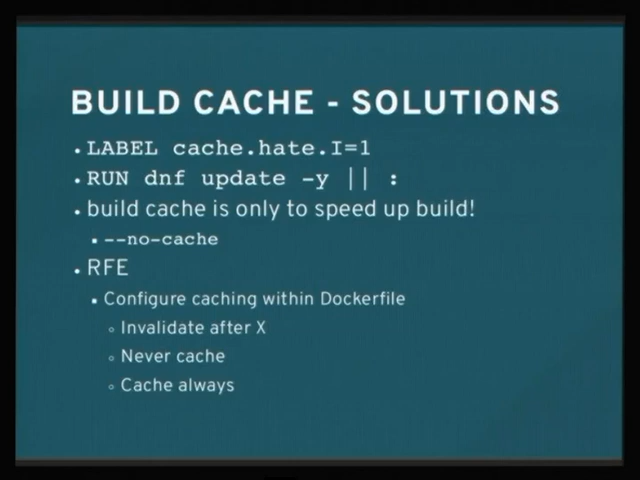 BUILD CACHE - SOLUTIONS
LABEL cache.hate.I=1
RUN dnf update -y || :
build cache is only to speed up build!
--no-cache
RFE
Configure caching within Dockerfile
Invalidate after X
Never cache
Cache always